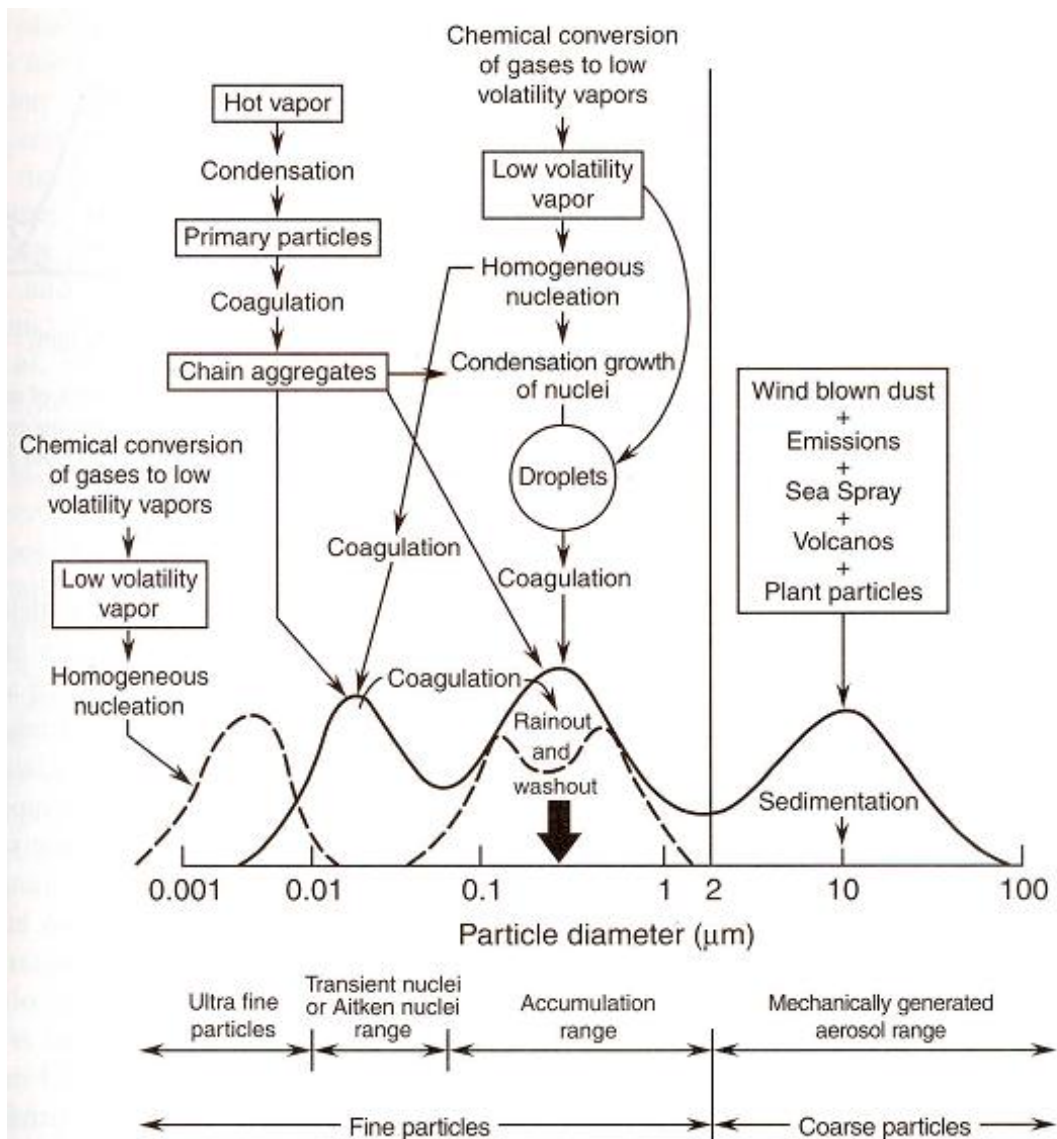 Chemical conversion
of gases to low
volatility vapors
Hot vapor
Condensation
Low volatility
vapor
Primary particles
Homogeneous
nucleation
Coagulation
Chain aggregates
Condensation growth
of nuclei
Wind blown dust
+
Emissions
+
Sea Spray
+
Volcanos
+
Plant particles
Chemical conversion
of gases to low
volatility vapors
Droplets
Coagulation
Coagulation
Low volatility
vapor
Homogeneous
nucleation
Coagulation
Rainout
and
washout
Sedimentation
0.001 0.01 0.1 1 2 10 100
Particle diameter (μm)
Ultra fine
particles
Transient nuclei
or Aitken nuclei
range
Accumulation
range
Mechanically generated
aerosol range
Fine particles
Coarse particles